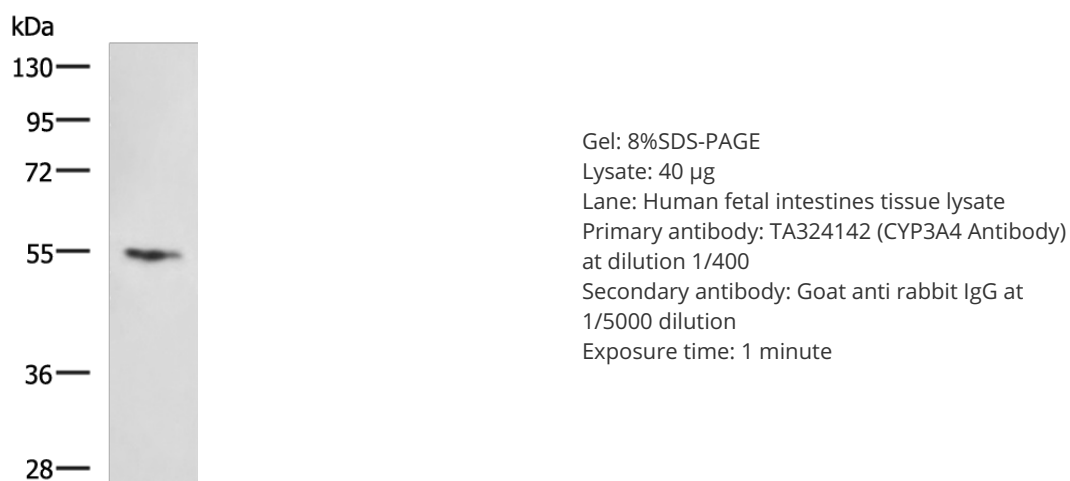 kDa
130
95
72
55
36
28
Gel: 8%SDS-PAGE
Lysate: 40 µg
Lane: Human fetal intestines tissue lysate
Primary antibody: TA324142 (CYP3A4 Antibody)
at dilution 1/400
Secondary antibody: Goat anti rabbit IgG at
1/5000 dilution
Exposure time: 1 minute